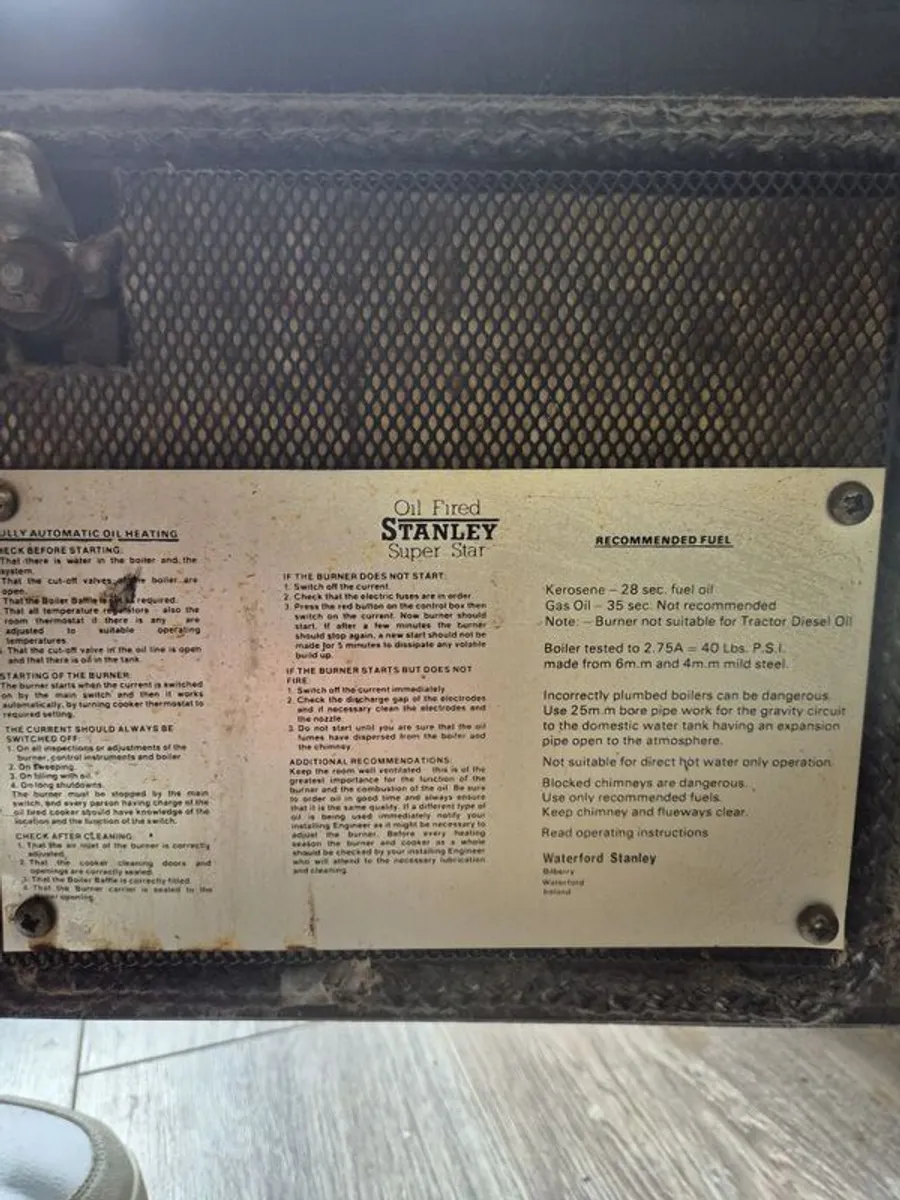 ULLY AUTOMATIC OIL HEATING
ECK BEFORE STARTING:
That there is water in the boiler and the
system.
That the cut-off valves of the boiler are
open.
That the Boiler Baffle is required.
That all temperature regulators also the
room thermostat if there is any are
adjusted to suitable operating
temperatures.
That the cut-off valve in the oil line is open
and that there is oil in the tank.
STARTING OF THE BURNER:
The burner starts when the current is switched
on by the main switch and then it works
automatically, by turning cooker thermostat to
required setting.
THE CURRENT SHOULD ALWAYS BE
SWITCHED OFF:
1. On all inspections or adjustments of the
burner, control instruments and boiler
2. On Sweeping.
3. On filling with oil.
4. On long shutdowns.
The burner must be stopped by the main
switch, and every person having charge of the
oil fired cooker should have knowledge of the
location and the function of the switch.
CHECK AFTER CLEANING:
1. That the air inlet of the burner is correctly
adjusted.
2. That the cooker cleaning doors and
openings are correctly sealed.
3. That the Boiler Baffle is correctly fitted.
4. That the Burner carrier is sealed to the
opening.
Oil Fired
STANLEY
Super Star
IF THE BURNER DOES NOT START:
1. Switch off the current.
2. Check that the electric fuses are in order.
3. Press the red button on the control box then
switch on the current. Now burner should
start. If after a few minutes the burner
should stop again, a new start should not be
made for 5 minutes to dissipate any volable
build up.
IF THE BURNER STARTS BUT DOES NOT
FIRE
1. Switch off the current immediately
2. Check the discharge gap of the electrodes
and if necessary clean the electrodes and
the nozzle.
3. Do not start until you are sure that the oil
fumes have dispersed from the boiler and
the chimney.
ADDITIONAL RECOMMENDATIONS:
Keep the room well ventilated this is of the
greatest importance for the function of the
burner and the combustion of the oil. Be sure
to order oil in good time and always ensure
that it is the same quality. If a different type of
oil is being used immediately notify your
installing Engineer as it might be necessary to
adjust the burner. Before every heating
season the burner and cooker as a whole
should be checked by your installing Engineer
who will attend to the necessary lubrication
and cleaning.
RECOMMENDED FUEL
Kerosene – 28 sec. fuel oil
Gas Oil – 35 sec. Not recommended
Note: – Burner not suitable for Tractor Diesel Oil
Boiler tested to 2.75A = 40 Lbs. P.S.I.
made from 6m.m and 4m.m mild steel.
Incorrectly plumbed boilers can be dangerous.
Use 25m.m bore pipe work for the gravity circuit
to the domestic water tank having an expansion
pipe open to the atmosphere.
Not suitable for direct hot water only operation.
Blocked chimneys are dangerous.
Use only recommended fuels.
Keep chimney and flueways clear.
Read operating instructions
Waterford Stanley
Bilberry
Waterford
Ireland